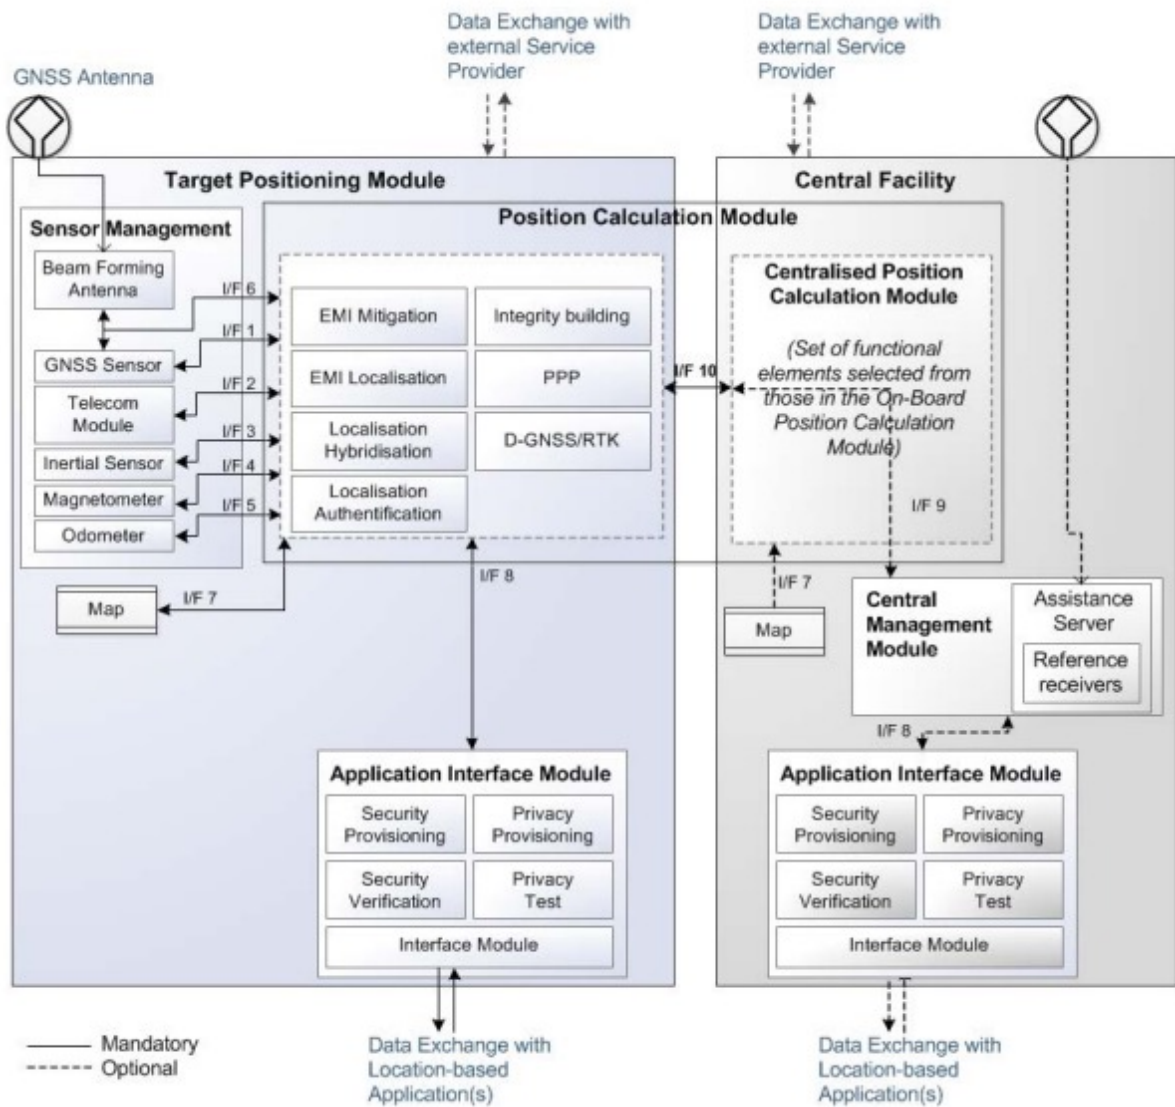 Data Exchange with
external Service
Provider
Data Exchange with
external Service
Provider
GNSS Antenna
Target Positioning Module
Central Facility
Position Calculation Module
Sensor Management
Beam Forming
Antenna
GNSS Sensor
Telecom
Module
Inertial Sensor
Magnetometer
Odometer
I/F 6
I/F 1
I/F 2
I/F 3
I/F 4
I/F 5
EMI Mitigation
Integrity building
EMI Localisation
PPP
Localisation
Hybridisation
D-GNSS/RTK
Localisation
Authentification
I/F 10
Centralised Position
Calculation Module
(Set of functional
elements selected from
those in the On-Board
Position Calculation
Module)
I/F 9
Map
I/F 7
I/F 8
I/F 7
Map
Central
Management
Module
Assistance
Server
Reference
receivers
I/F 8
Application Interface Module
Security
Provisioning
Privacy
Provisioning
Security
Verification
Privacy
Test
Interface Module
Application Interface Module
Security
Provisioning
Privacy
Provisioning
Security
Verification
Privacy
Test
Interface Module
Mandatory
Optional
Data Exchange with
Location-based
Application(s)
Data Exchange with
Location-based
Application(s)